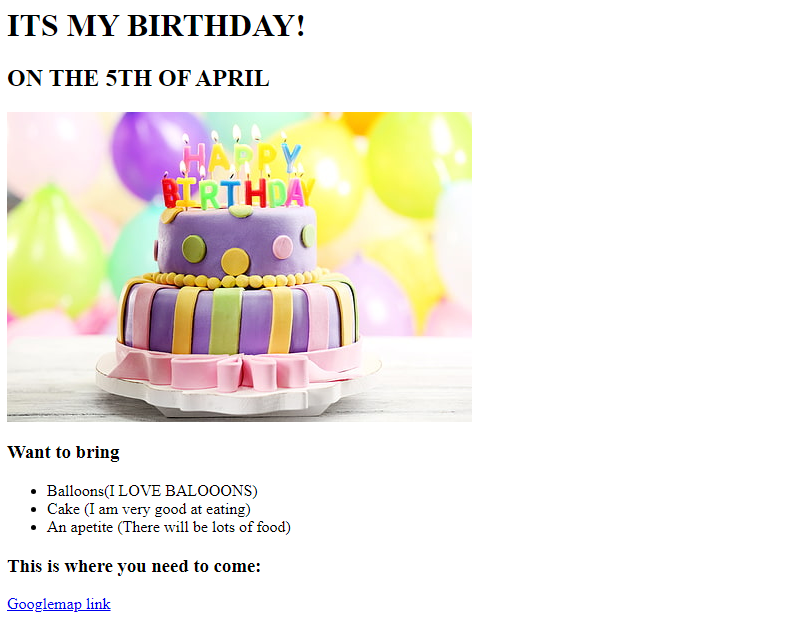 ITS MY BIRTHDAY!
ON THE 5TH OF APRIL
HAPPY
BIRTHDAY
Want to bring
Balloons(I LOVE BALOOONS)
Cake (I am very good at eating)
An apetite (There will be lots of food)
This is where you need to come:
Googlemap link